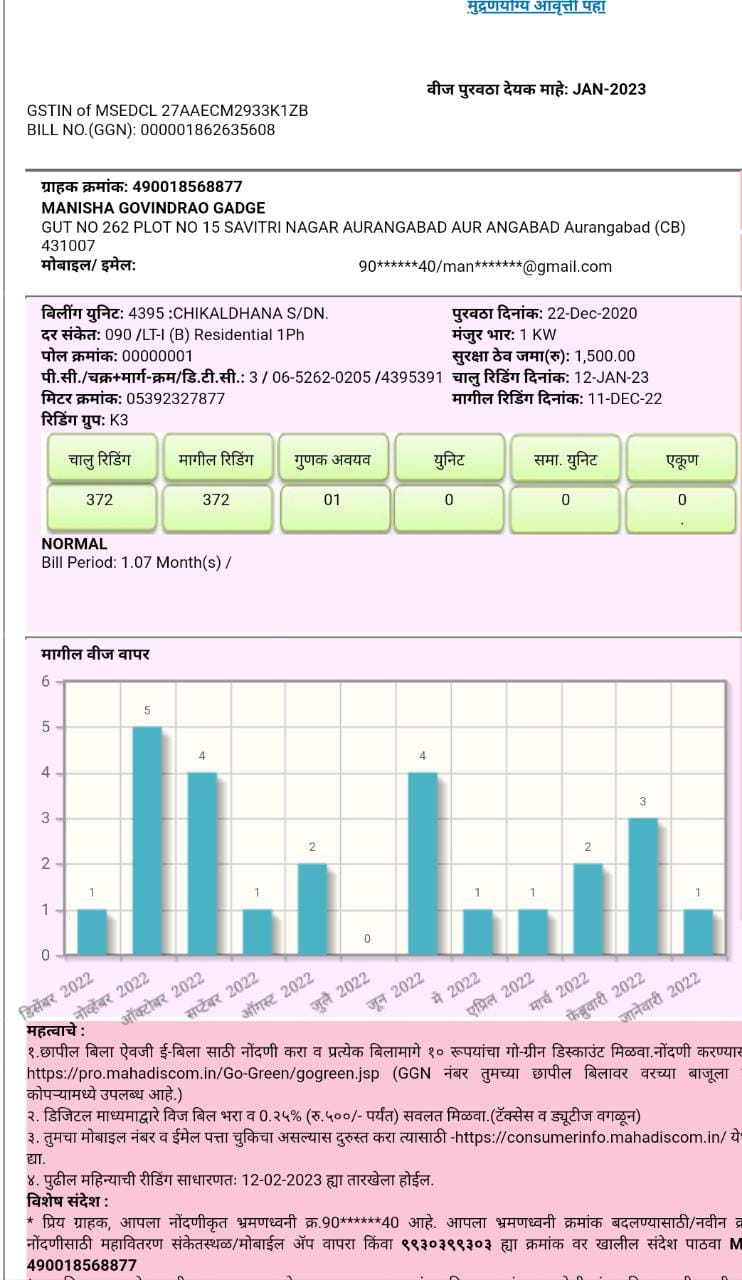 मुद्रणयोग्य आवृत्ती पहा
वीज पुरवठा देयक माहे: JAN-2023
GSTIN of MSEDCL 27AAECM2933K1ZB
BILL NO.(GGN): 000001862635608
ग्राहक क्रमांक: 490018568877
MANISHA GOVINDRAO GADGE
GUT NO 262 PLOT NO 15 SAVITRI NAGAR AURANGABAD AUR ANGABAD Aurangabad (CB)
431007
मोबाइल/ इमेल: 90******40/man*******@gmail.com
बिलींग युनिट: 4395 :CHIKALDHANA S/DN. पुरवठा दिनांक: 22-Dec-2020
दर संकेत: 090 /LT-I (B) Residential 1Ph मंजुर भार: 1 KW
पोल क्रमांक: 00000001 सुरक्षा ठेव जमा(रु): 1,500.00
पी.सी./चक्र+मार्ग-क्रम/डि.टी.सी.: 3 / 06-5262-0205 /4395391 चालु रिडिंग दिनांक: 12-JAN-23
मिटर क्रमांक: 05392327877 मागील रिडिंग दिनांक: 11-DEC-22
रिडिंग ग्रुप: K3
चालु रिडिंग मागील रिडिंग गुणक अवयव युनिट समा. युनिट एकूण
372 372 01 0 0 0
.
NORMAL
Bill Period: 1.07 Month(s) /
मागील वीज वापर
6
5
4
3
2
1
0
1 5 4 1 2 0 4 1 1 2 3 1
डिसेंबर 2022 नोव्हेंबर 2022 ऑक्टोबर 2022 सप्टेंबर 2022 ऑगस्ट 2022 जुलै 2022 जून 2022 मे 2022 एप्रिल 2022 मार्च 2022 फेब्रुवारी 2022 जानेवारी 2022
महत्वाचे :
१.छापील बिला ऐवजी ई-बिला साठी नोंदणी करा व प्रत्येक बिलामागे १० रूपयांचा गो-ग्रीन डिस्काउंट मिळवा.नोंदणी करण्यास
https://pro.mahadiscom.in/Go-Green/gogreen.jsp (GGN नंबर तुमच्या छापील बिलावर वरच्या बाजूला
कोपऱ्यामध्ये उपलब्ध आहे.)
२. डिजिटल माध्यमाद्वारे विज बिल भरा व 0.२५% (रु.५००/- पर्यंत) सवलत मिळवा.(टॅक्सेस व ड्युटीज वगळून)
३. तुमचा मोबाइल नंबर व ईमेल पत्ता चुकिचा असल्यास दुरुस्त करा त्यासाठी -https://consumerinfo.mahadiscom.in/ ये
द्या.
४. पुढील महिन्याची रीडिंग साधारणतः 12-02-2023 ह्या तारखेला होईल.
विशेष संदेश :
* प्रिय ग्राहक, आपला नोंदणीकृत भ्रमणध्वनी क्र.90******40 आहे. आपला भ्रमणध्वनी क्रमांक बदलण्यासाठी/नवीन क्र
नोंदणीसाठी महावितरण संकेतस्थळ/मोबाईल ॲप वापरा किंवा ९९३०३९९३०३ ह्या क्रमांक वर खालील संदेश पाठवा M
490018568877